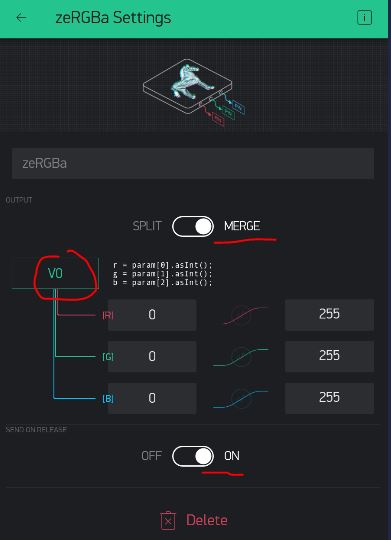 zeRGBa Settings
i
zeRGBa
OUTPUT
SPLIT MERGE
V0
r = param[0].asInt();
g = param[1].asInt();
b = param[2].asInt();
[R] 0 255
[G] 0 255
[B] 0 255
SEND ON RELEASE
OFF ON
Delete